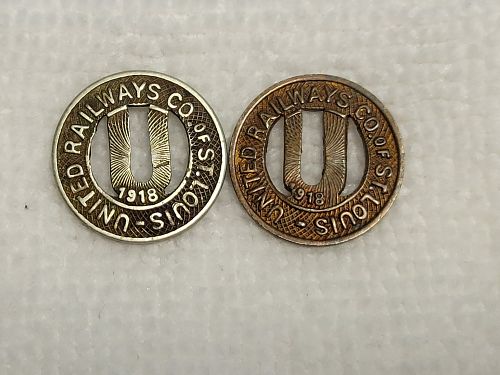 UNITED RAILWAYS CO. OF ST. LOUIS -
U
1918
UNITED RAILWAYS CO. OF ST. LOUIS -
U
1918